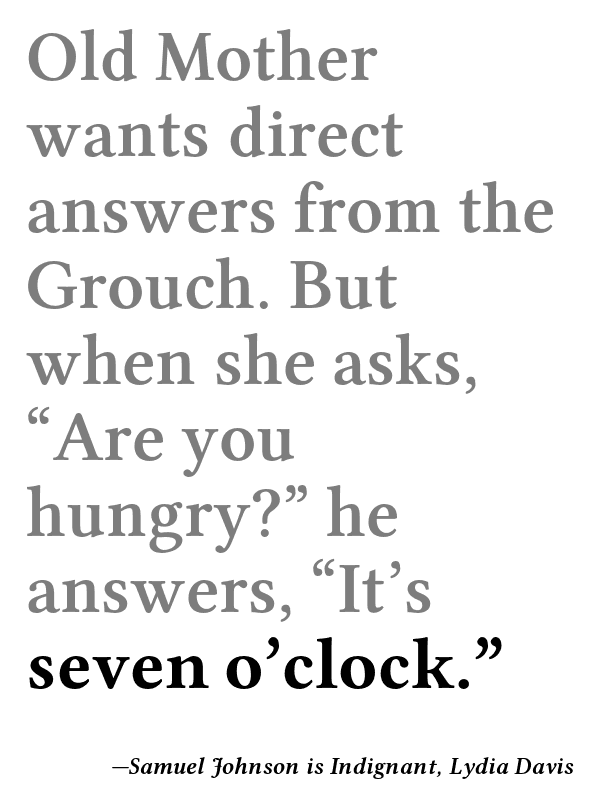 Old Mother
wants direct
answers from the
Grouch. But
when she asks,
“Are you
hungry?” he
answers, “It’s
seven o’clock.”
—Samuel Johnson is Indignant, Lydia Davis